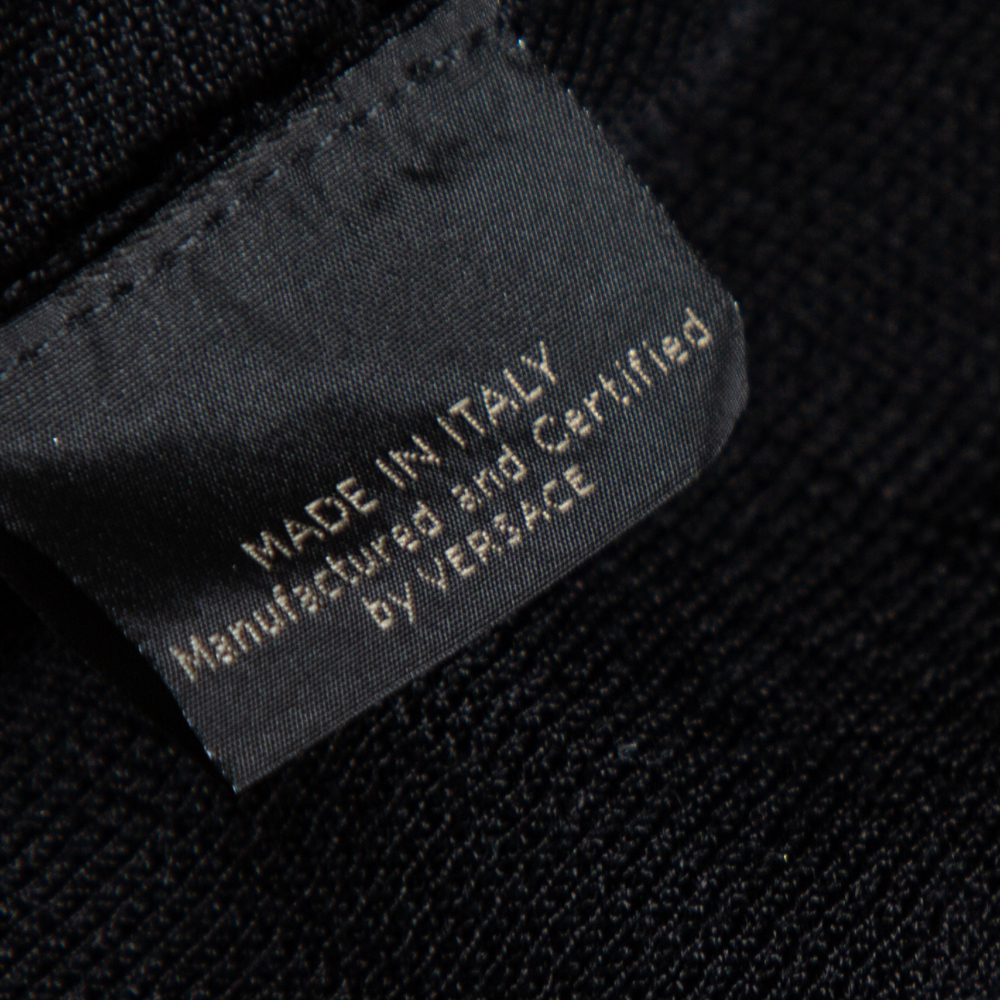 MADE IN ITALY
Manufactured and Certified
by VERSACE